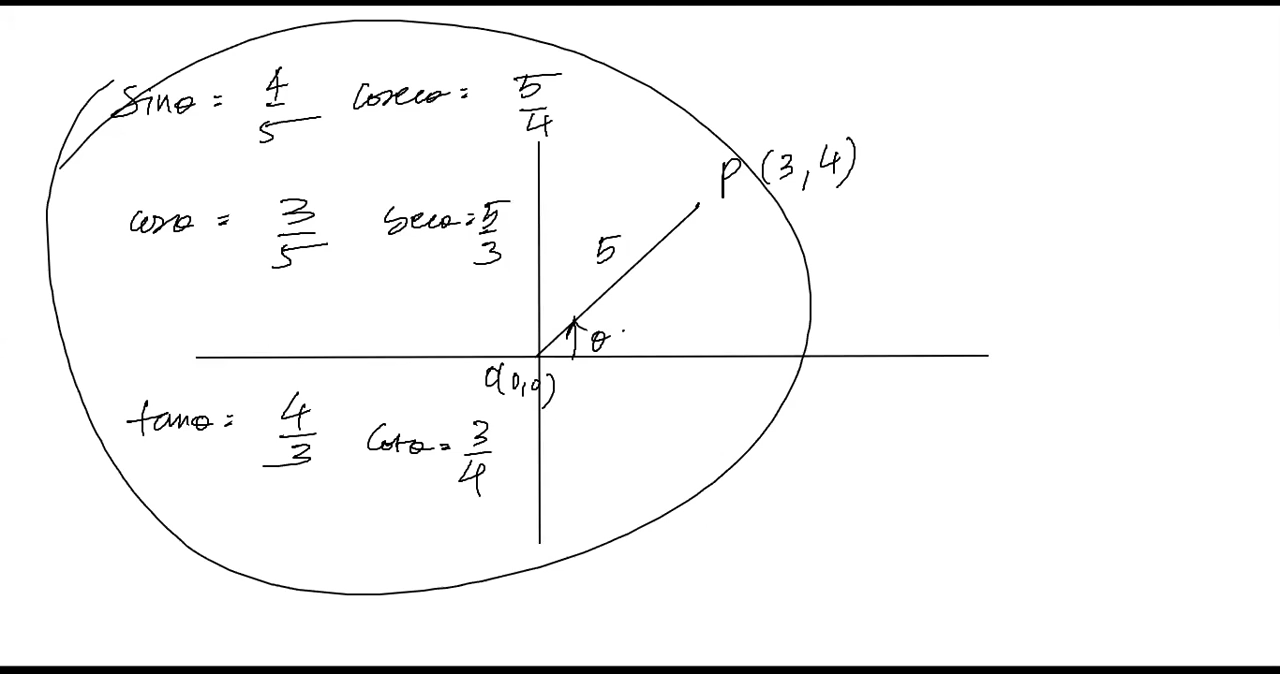 sinθ = 4/5 cosecθ = 5/4
P (3,4)
cosθ = 3/5 secθ = 5/3
5
θ
O(0,0)
tanθ = 4/3 cotθ = 3/4